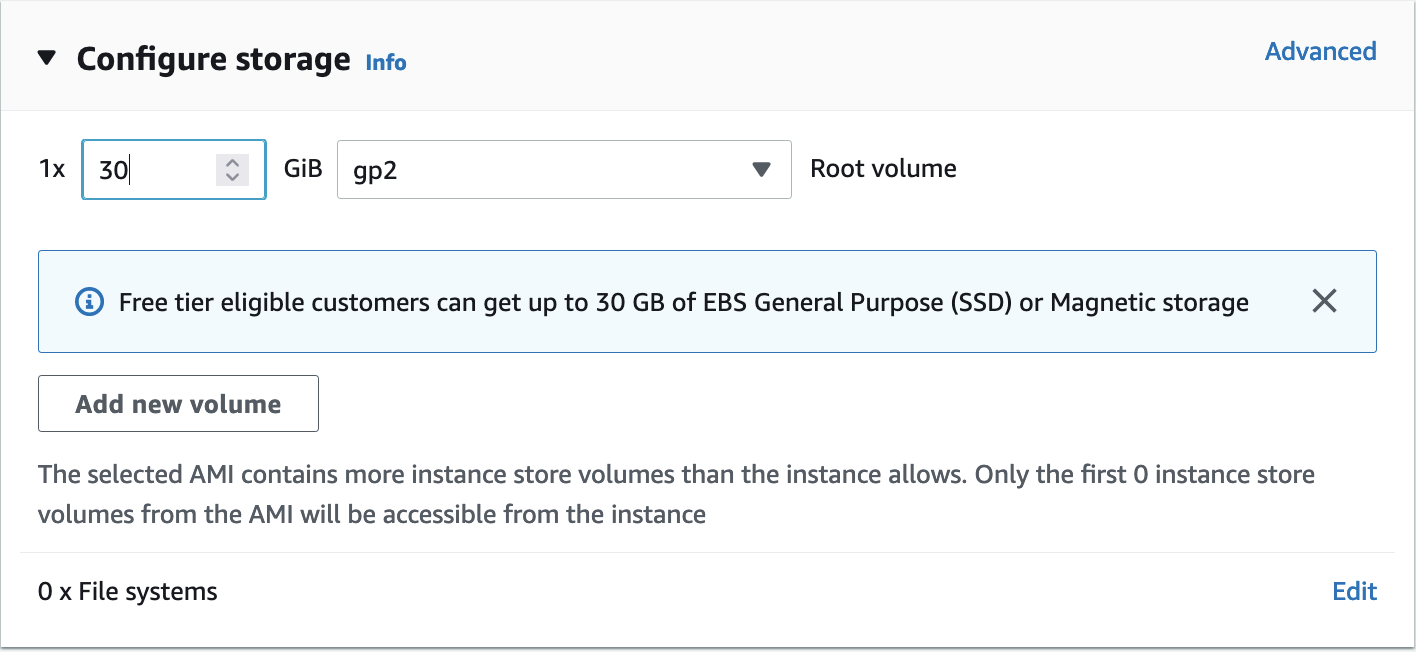 Configure storage Info Advanced
1x 30 GiB gp2 Root volume
Free tier eligible customers can get up to 30 GB of EBS General Purpose (SSD) or Magnetic storage
Add new volume
The selected AMI contains more instance store volumes than the instance allows. Only the first 0 instance store
volumes from the AMI will be accessible from the instance
0 x File systems Edit